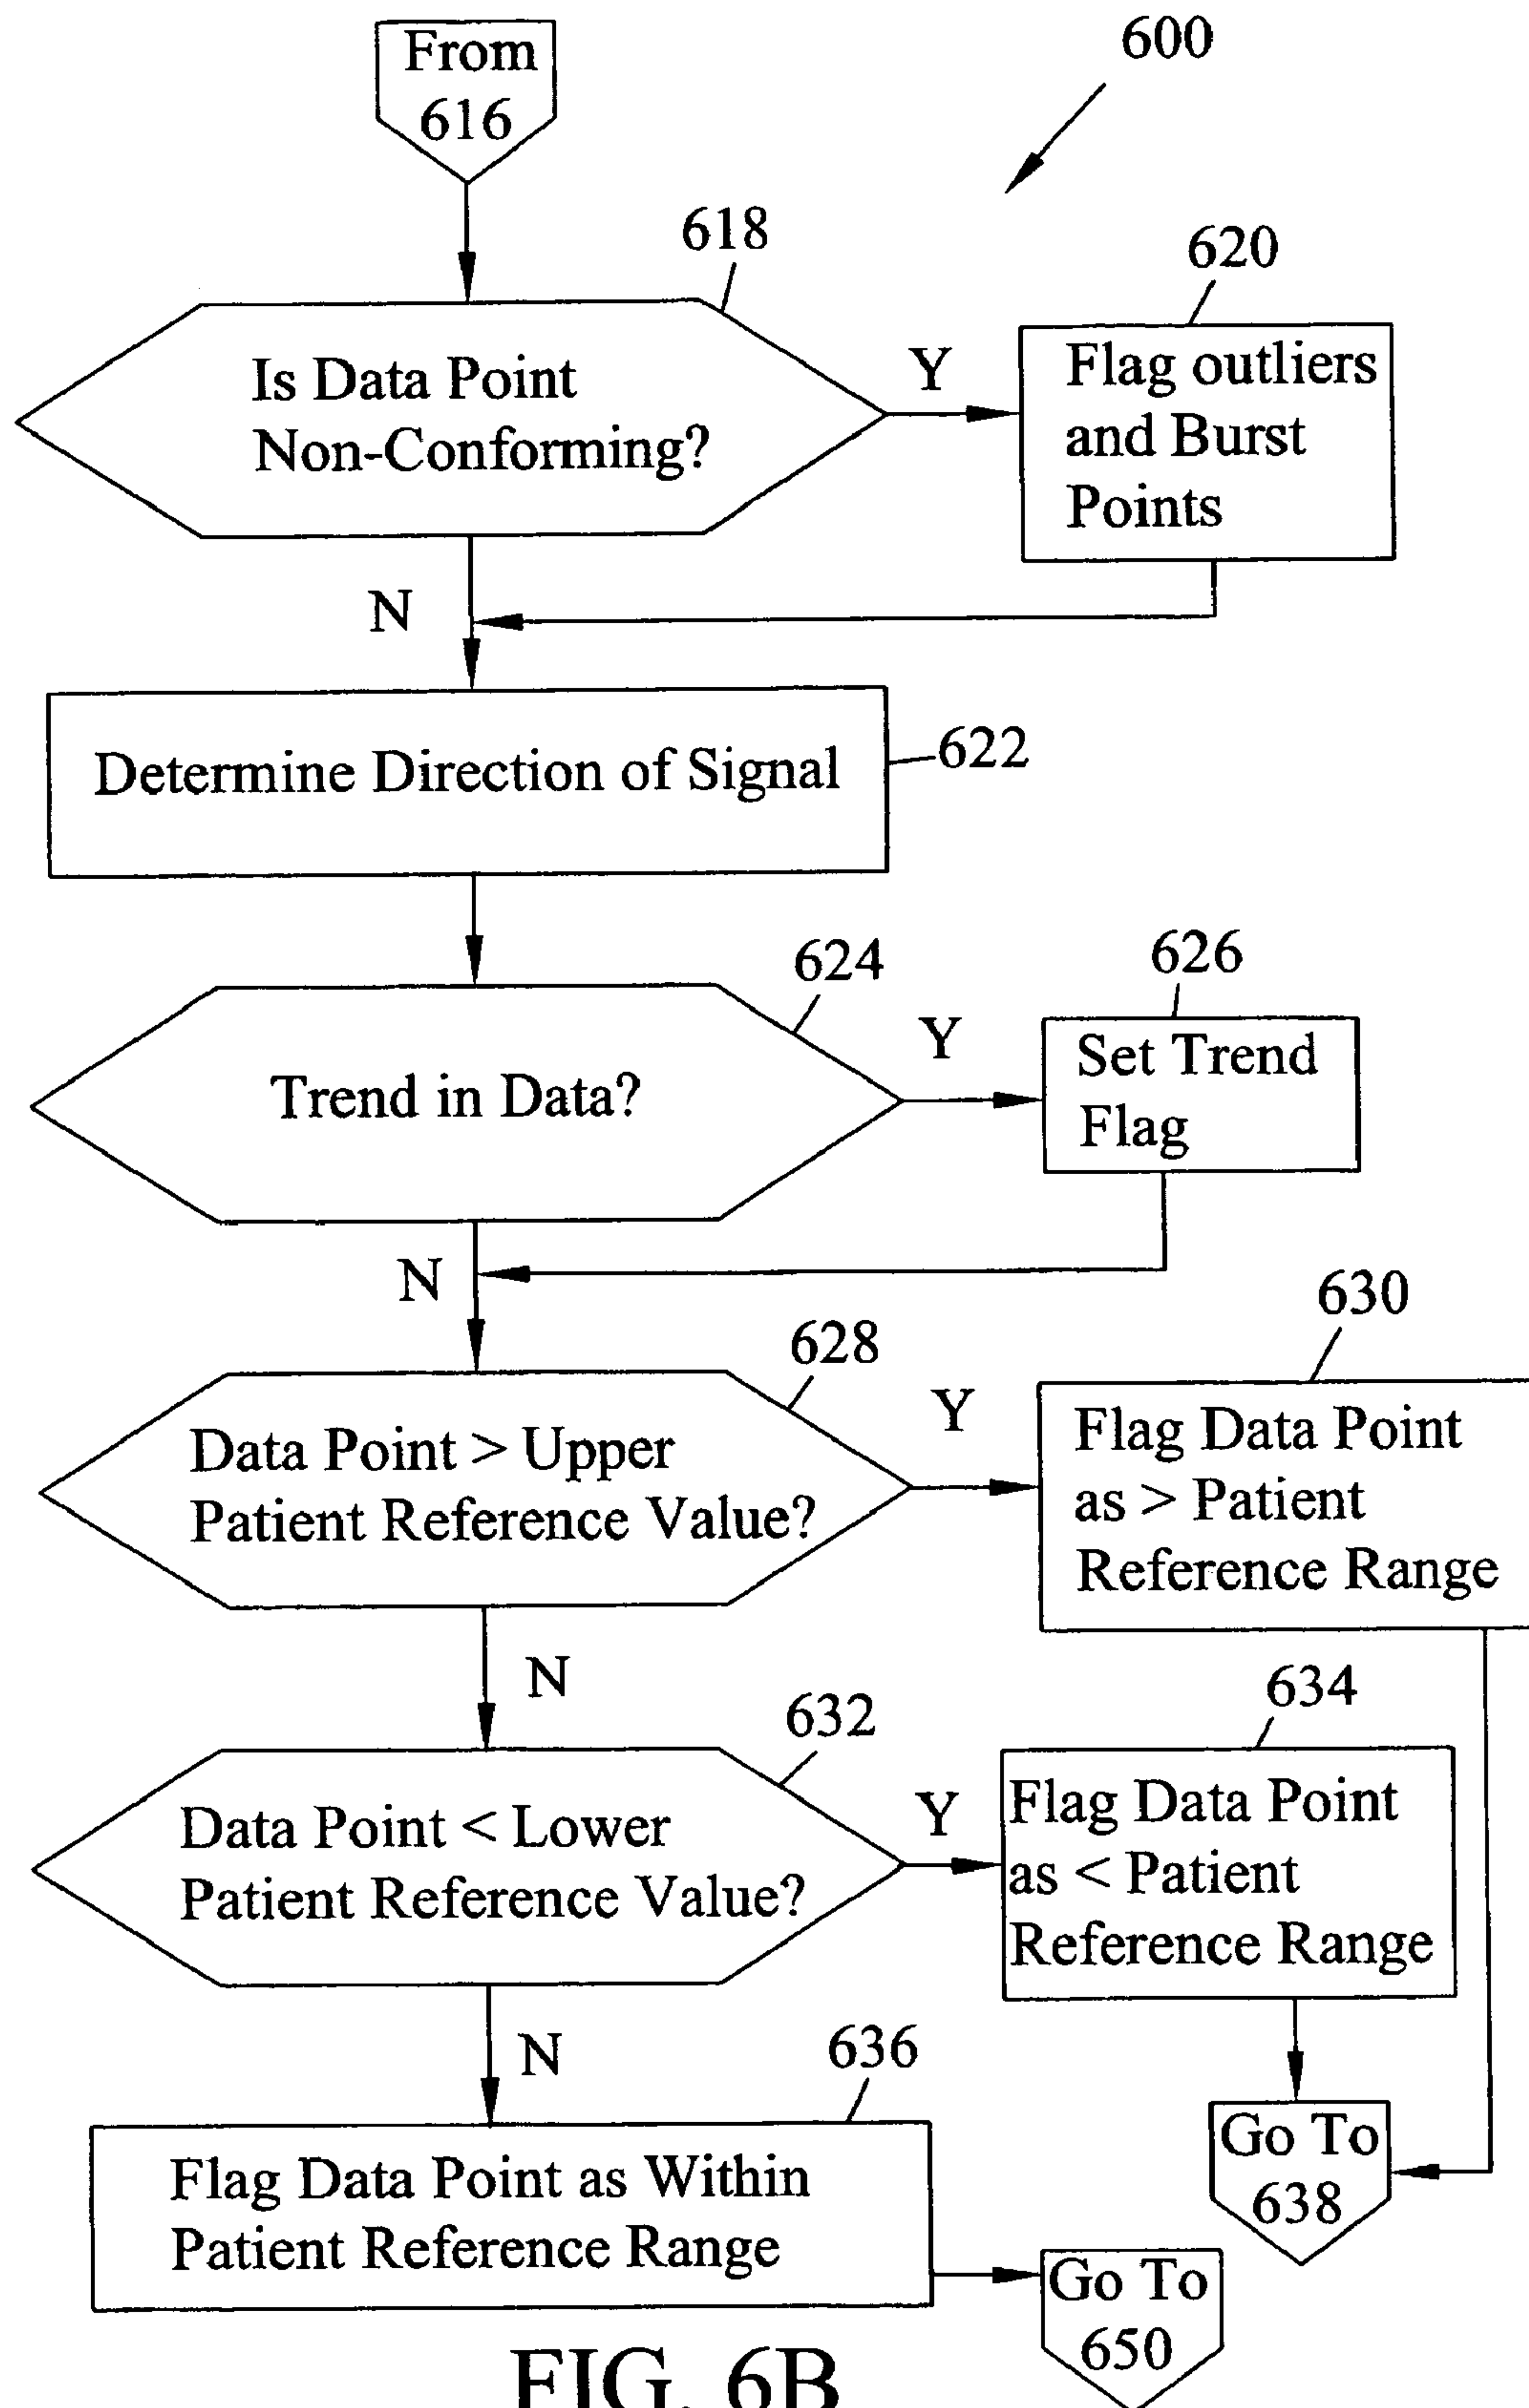 From
616
600
618
Is Data Point
Non-Conforming?
Y
620
Flag outliers
and Burst
Points
N
Determine Direction of Signal
622
624
Trend in Data?
Y
626
Set Trend
Flag
N
628
Data Point > Upper
Patient Reference Value?
Y
630
Flag Data Point
as > Patient
Reference Range
N
632
Data Point < Lower
Patient Reference Value?
Y
634
Flag Data Point
as < Patient
Reference Range
N
636
Flag Data Point as Within
Patient Reference Range
Go To
638
Go To
650
FIG. 6B